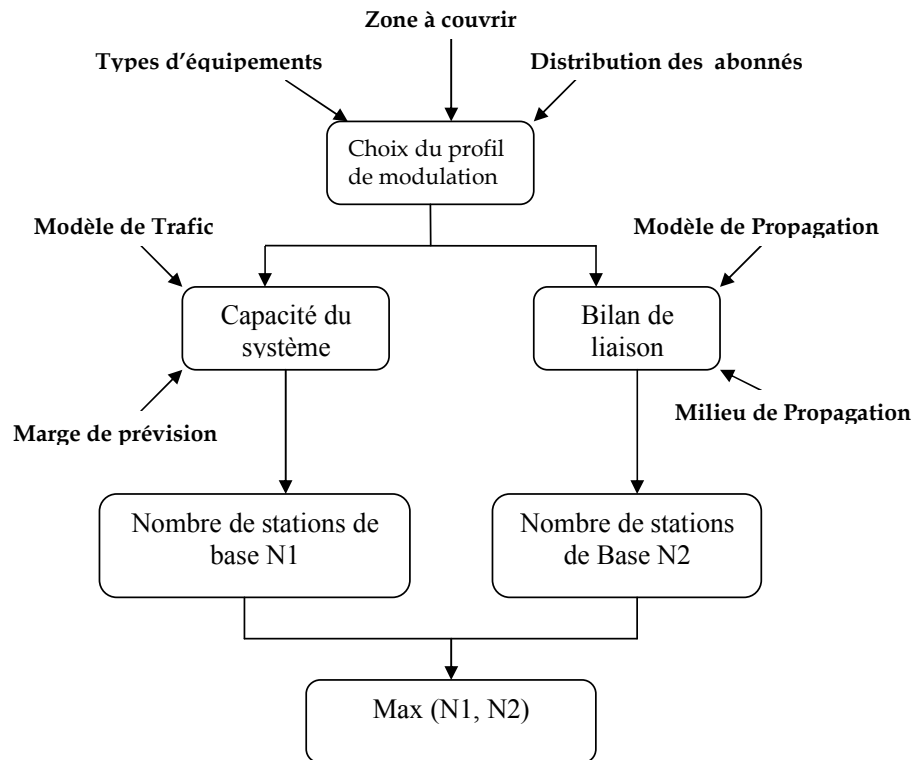 Zone à couvrir
Types d’équipements
Distribution des abonnés
Choix du profil
de modulation
Modèle de Trafic
Modèle de Propagation
Capacité du
système
Bilan de
liaison
Marge de prévision
Milieu de Propagation
Nombre de stations de
base N1
Nombre de stations
de Base N2
Max (N1, N2)